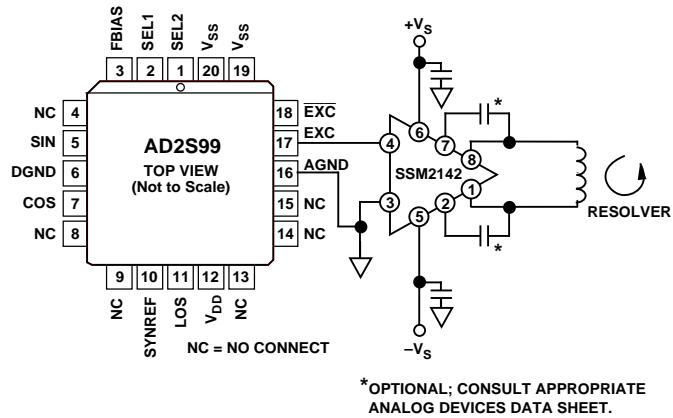 FBIAS
SEL1
SEL2
VSS
VSS
3
2
1
20
19
NC 4
SIN 5
DGND 6
COS 7
NC 8
AD2S99
TOP VIEW
(Not to Scale)
18 EXC
17 EXC
16 AGND
15 NC
14 NC
9
10
11
12
13
NC
SYNREF
LOS
VDD
NC
NC = NO CONNECT
+VS
*
6
7
8
4
SSM2142
3
1
2
5
*
RESOLVER
–VS
*OPTIONAL; CONSULT APPROPRIATE
ANALOG DEVICES DATA SHEET.